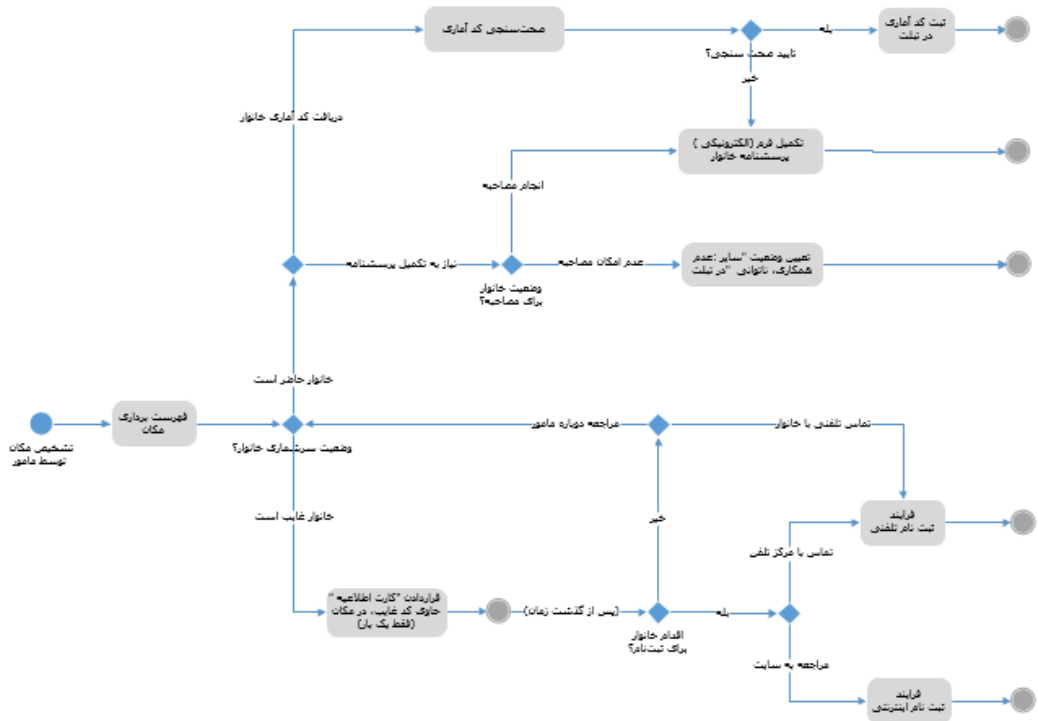 صحت‌سنجی کد آماری
بله
ثبت کد آماری
در تبلت
تایید صحت سنجی؟
خیر
دریافت کد آماری خانوار
تکمیل فرم (الکترونیکی )
پرسشنامه خانوار
انجام مصاحبه
نیاز به تکمیل پرسشنامه
عدم امکان مصاحبه
تعیین وضعیت "سایر :عدم
همکاری، ناتوانی "در تبلت
وضعیت خانوار
برای مصاحبه؟
خانوار حاضر است
فهرست برداری
مکان
مراجعه دوباره مامور
تماس تلفنی با خانوار
تشخیص مکان
توسط مامور
وضعیت سرشماری خانوار؟
خانوار غایب است
خیر
فرایند
ثبت نام تلفنی
تماس با مرکز تلفن
قراردادن "کارت اطلاعیه "
حاوی کد غایب، در مکان
(فقط یک بار)
(پس از گذشت زمان)
بله
اقدام خانوار
برای ثبت‌نام؟
مراجعه به سایت
فرایند
ثبت نام اینترنتی